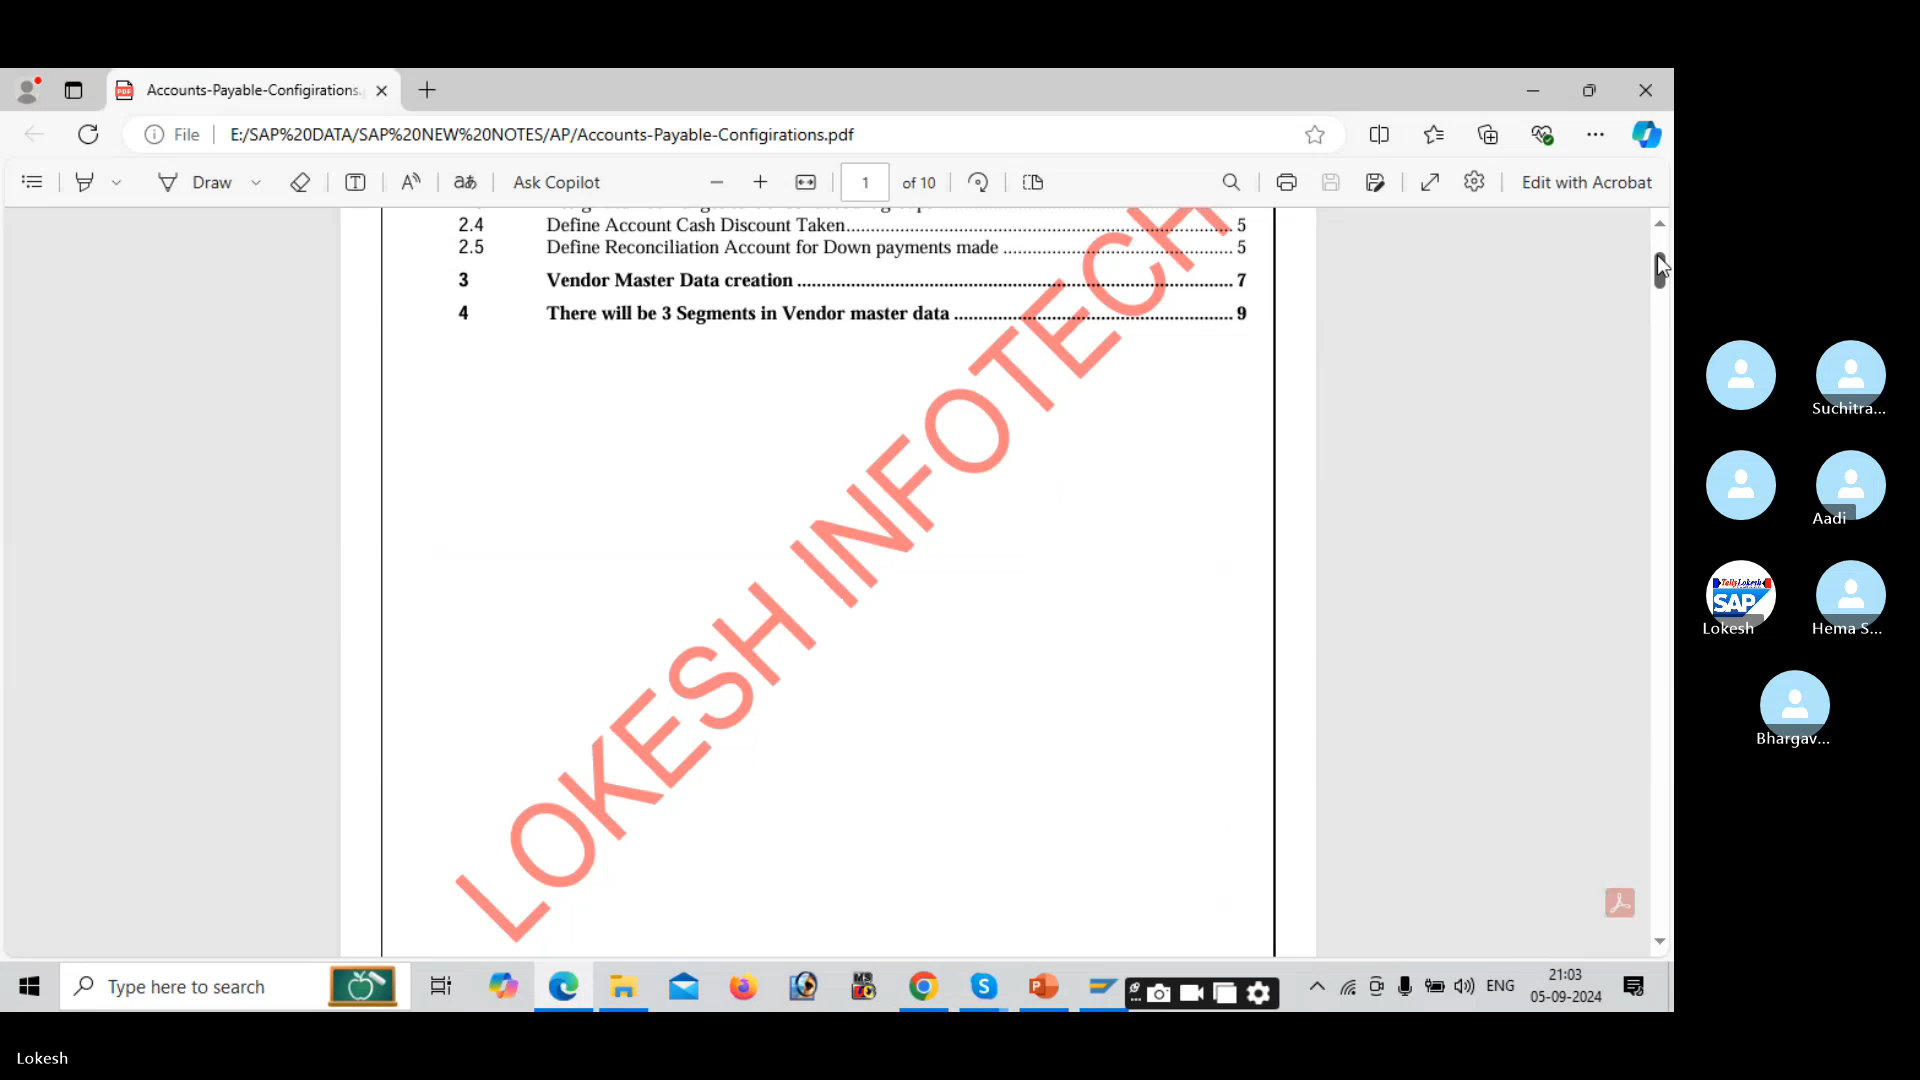 Accounts-Payable-Configirations.
File
E:/SAP%20DATA/SAP%20NEW%20NOTES/AP/Accounts-Payable-Configirations.pdf
Draw
Ask Copilot
1 of 10
Edit with Acrobat
2.4 Define Account Cash Discount Taken 5
2.5 Define Reconciliation Account for Down payments made 5
3 Vendor Master Data creation 7
4 There will be 3 Segments in Vendor master data 9
LOKESH INFOTECH
Suchitra...
Aadi
TallyLokesh
SAP
Lokesh
Hema S...
Bhargav...
Type here to search
ENG
21:03
05-09-2024
Lokesh